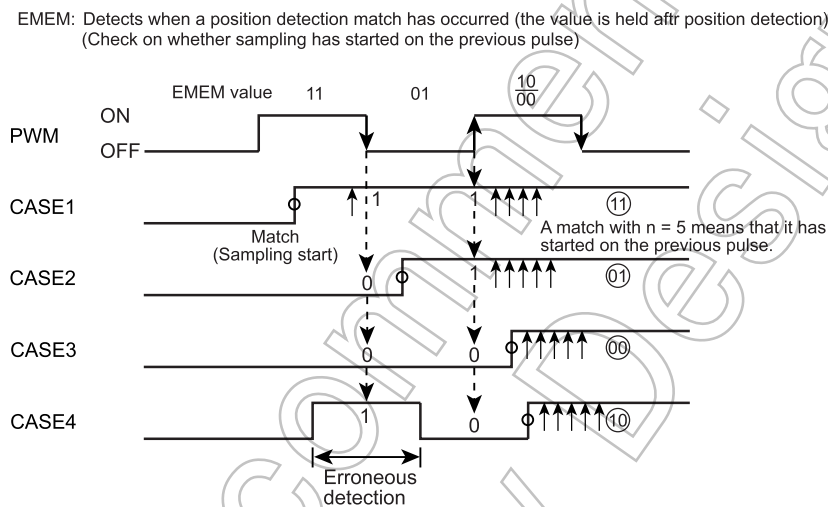 EMEM: Detects when a position detection match has occurred (the value is held aftr position detection)
(Check on whether sampling has started on the previous pulse)
EMEM value 11 01 10
00
PWM ON
OFF
CASE1 1 1 11
Match
(Sampling start)
A match with n = 5 means that it has
started on the previous pulse.
CASE2 0 1 01
CASE3 0 0 00
CASE4 1 0 10
Erroneous
detection